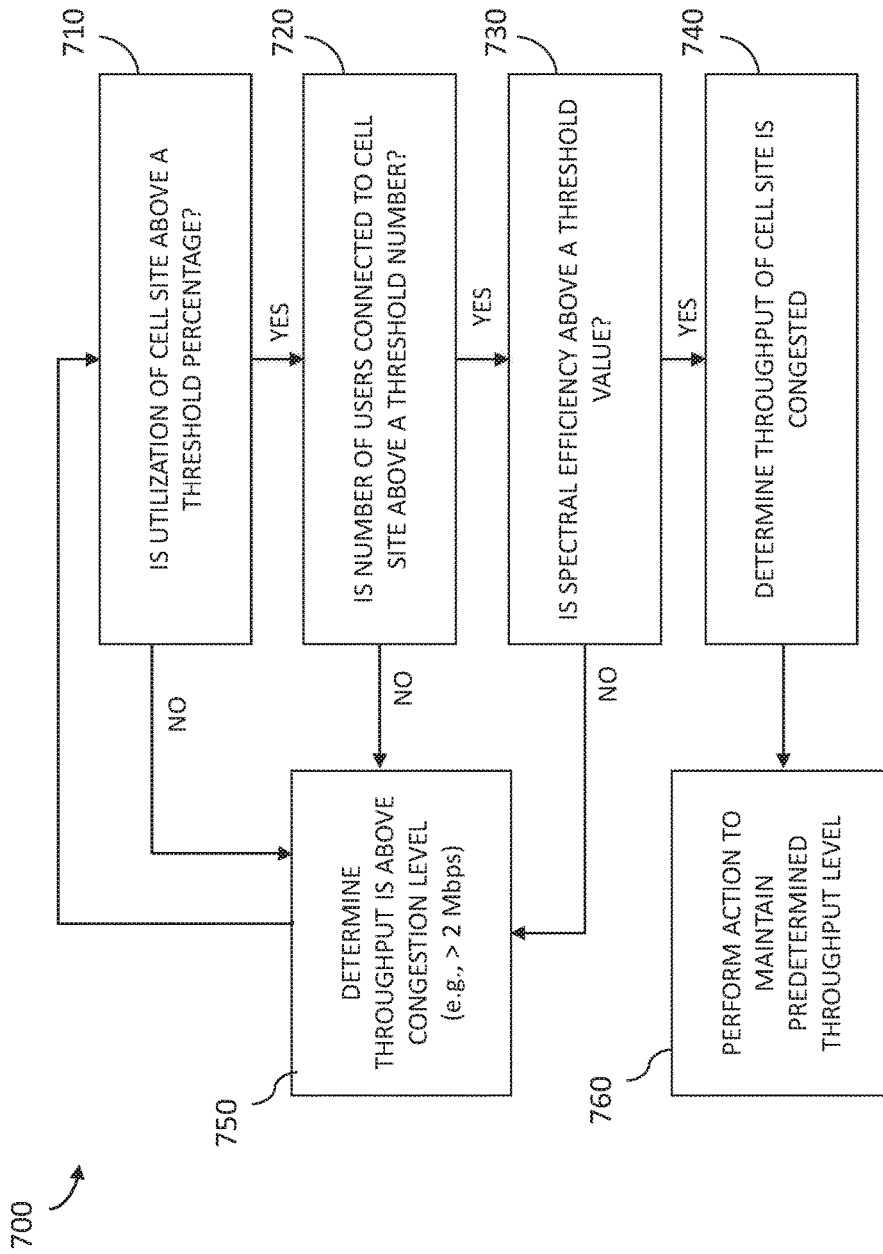 700
710
IS UTILIZATION OF CELL SITE ABOVE A
THRESHOLD PERCENTAGE?
YES
NO
720
IS NUMBER OF USERS CONNECTED TO CELL
SITE ABOVE A THRESHOLD NUMBER?
YES
NO
730
IS SPECTRAL EFFICIENCY ABOVE A THRESHOLD
VALUE?
YES
NO
740
DETERMINE THROUGHPUT OF CELL SITE IS
CONGESTED
750
DETERMINE
THROUGHPUT IS ABOVE
CONGESTION LEVEL
(e.g., > 2 Mbps)
760
PERFORM ACTION TO
MAINTAIN
PREDETERMINED
THROUGHPUT LEVEL